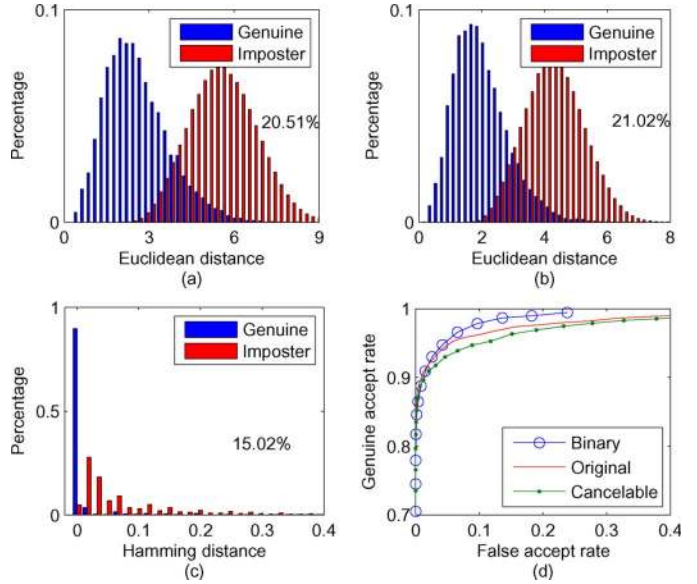 0.1
Genuine
Imposter
20.51%
Percentage
0
0 3 6 9
Euclidean distance
(a)
0.1
Genuine
Imposter
21.02%
Percentage
0
0 2 4 6 8
Euclidean distance
(b)
1
Genuine
Imposter
0.5
15.02%
Percentage
0
0 0.1 0.2 0.3 0.4
Hamming distance
(c)
1
0.9
0.8
0.7
Genuine accept rate
Binary
Original
Cancelable
0 0.1 0.2 0.3 0.4
False accept rate
(d)